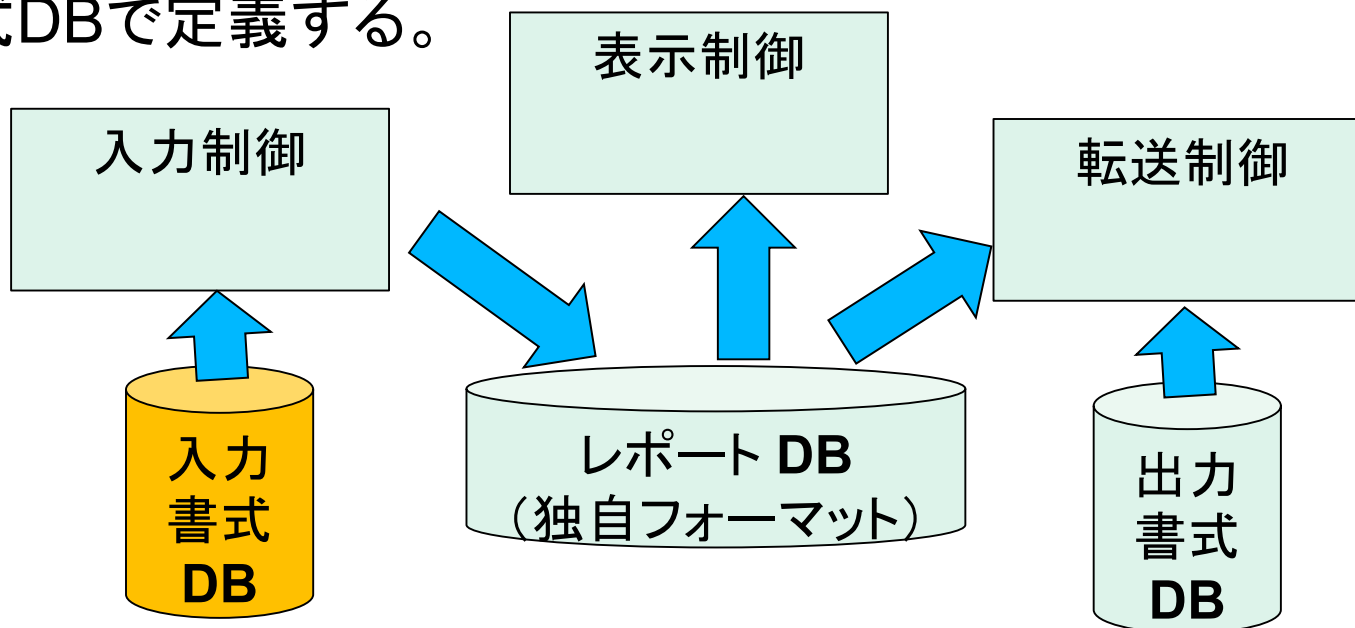 式DBで定義する。
表示制御
入力制御
転送制御
入力
書式
DB
レポート DB
（独自フォーマット）
出力
書式
DB